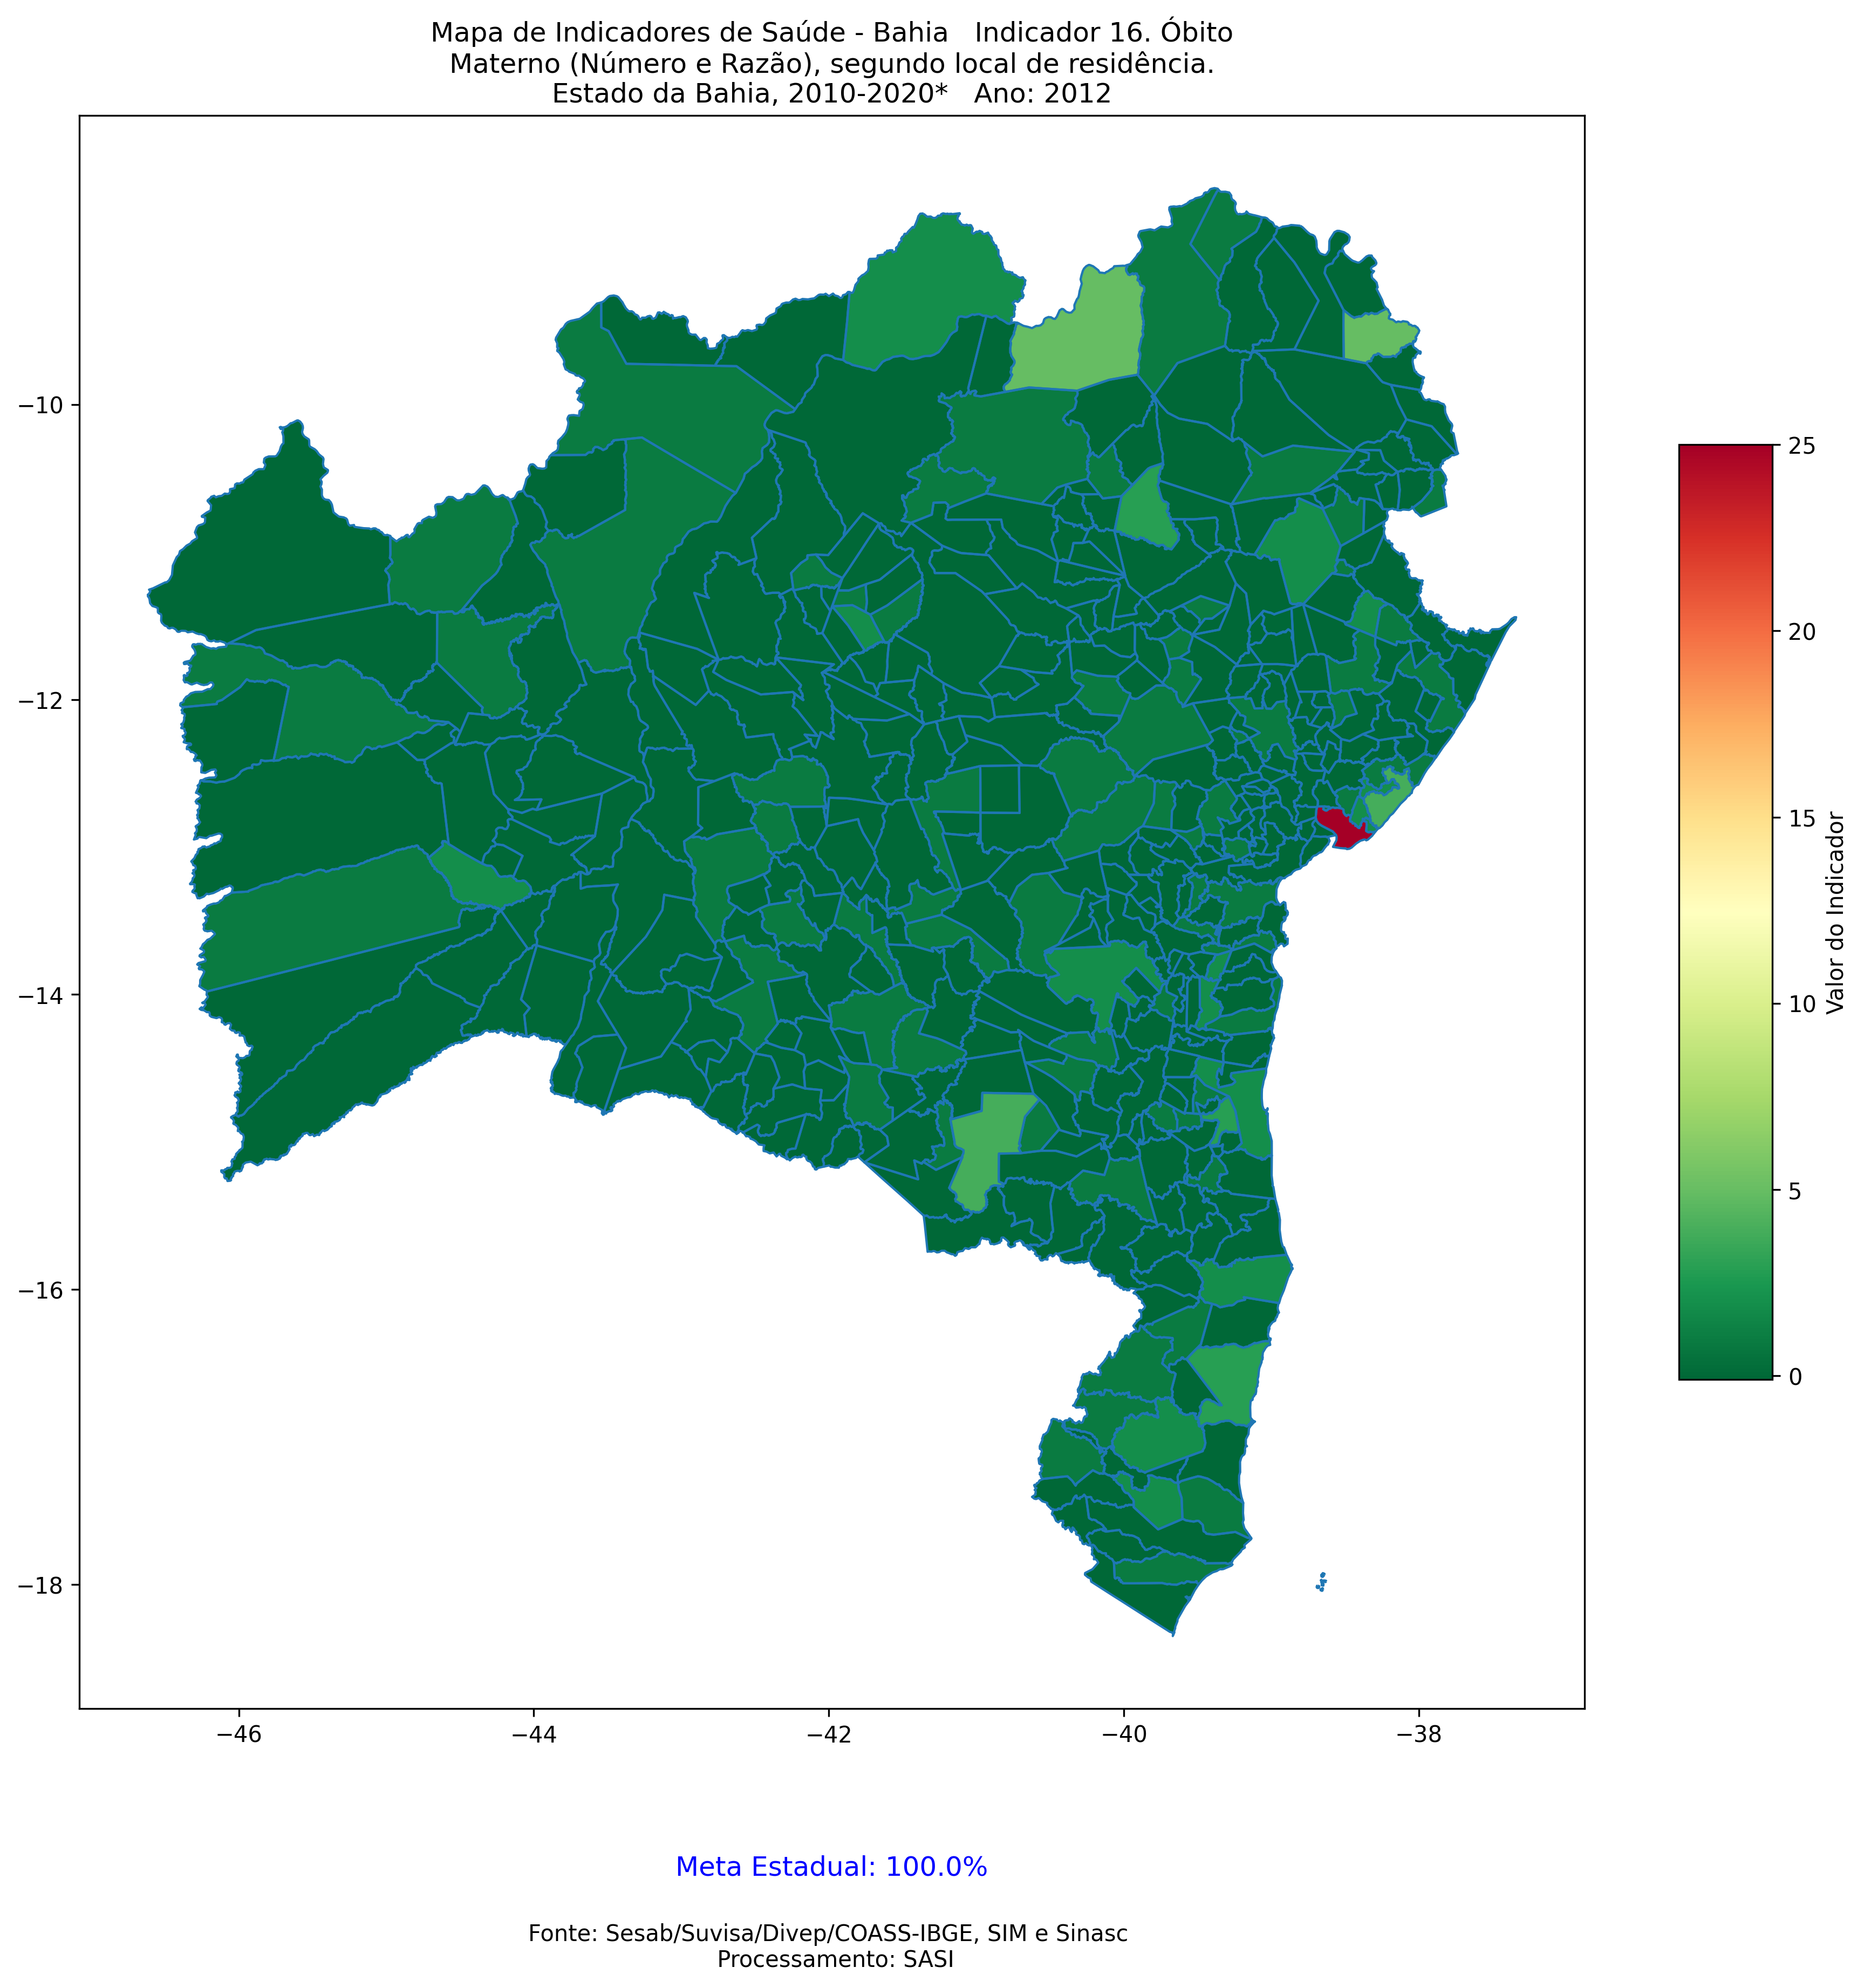 Mapa de Indicadores de Saúde - Bahia   Indicador 16. Óbito
Materno (Número e Razão), segundo local de residência.
Estado da Bahia, 2010-2020*   Ano: 2012
−10
−12
−14
−16
−18
−46
−44
−42
−40
−38
25
20
15
10
5
0
Valor do Indicador
Meta Estadual: 100.0%
Fonte: Sesab/Suvisa/Divep/COASS-IBGE, SIM e Sinasc
Processamento: SASI